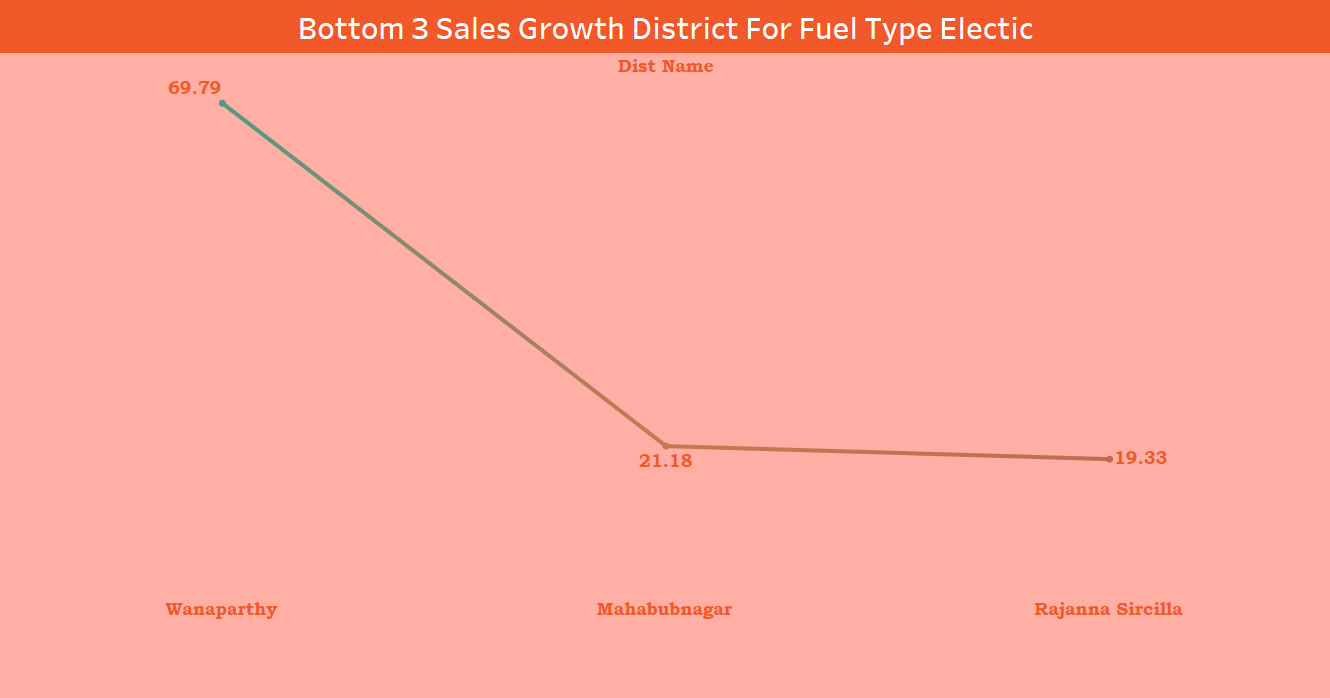 Bottom 3 Sales Growth District For Fuel Type Electic
Dist Name
69.79
21.18
19.33
Wanaparthy
Mahabubnagar
Rajanna Sircilla